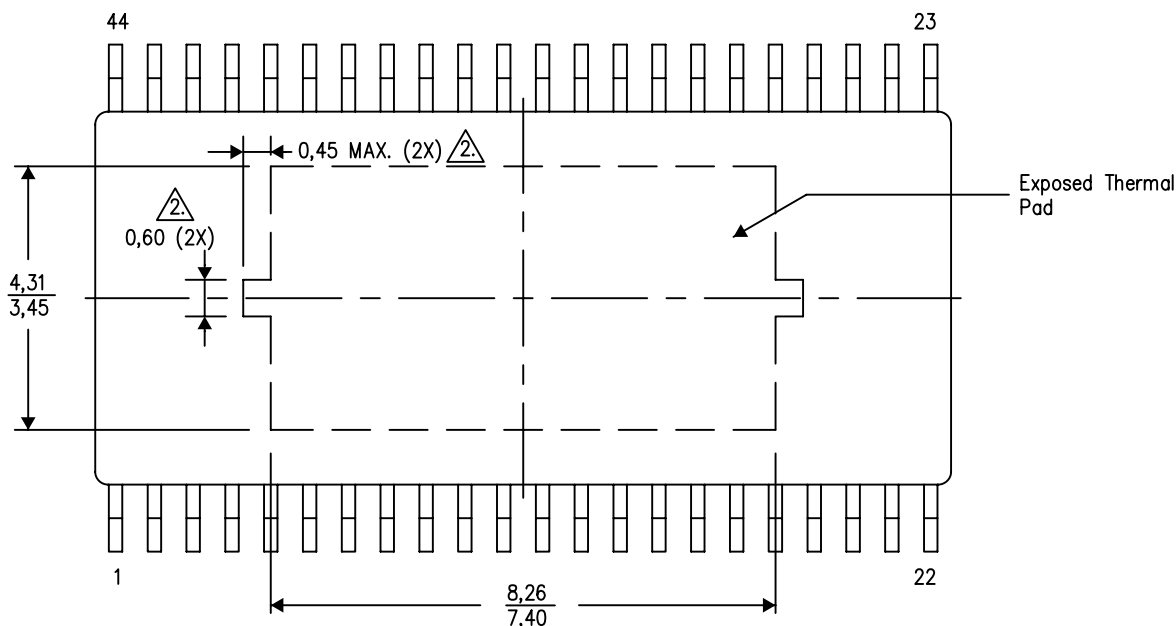 44
23
0,45 MAX. (2X) 2.
Exposed Thermal
Pad
2.
0,60 (2X)
4,31
3,45
1
22
8,26
7,40